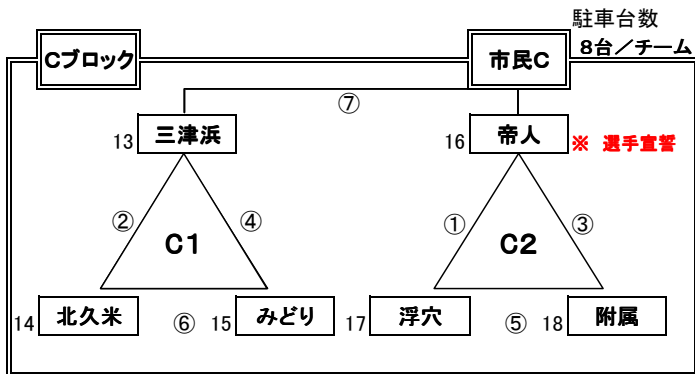 駐車台数
Cブロック
市民C
8台／チーム
⑦
13 三津浜
16 帝人
※ 選手宣誓
② ④
① ③
C1
C2
14 北久米
⑥
15 みどり
17 浮穴
⑤
18 附属